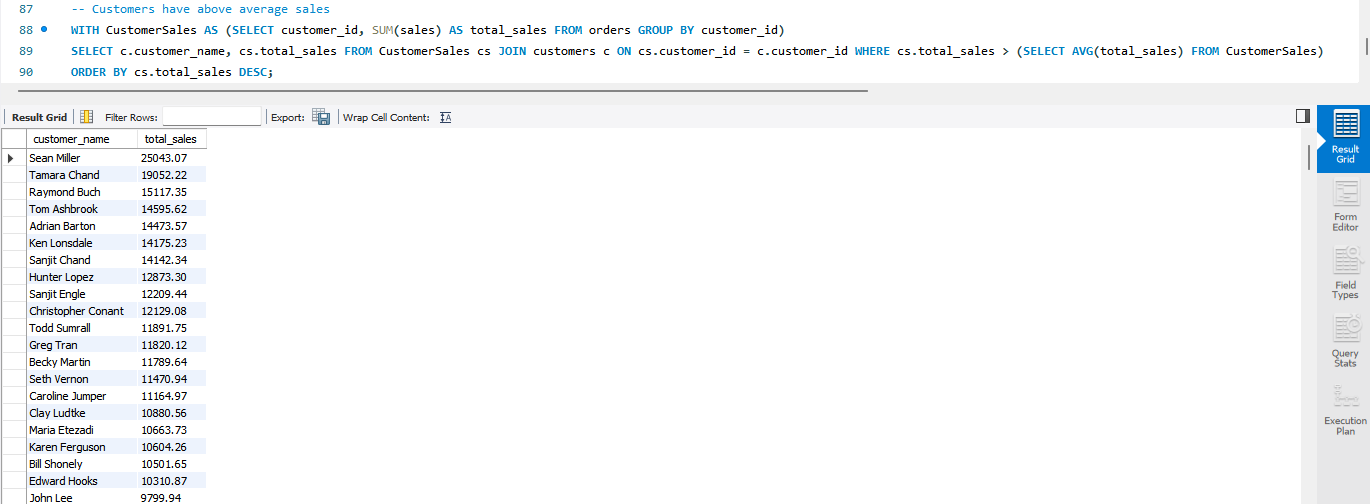 87 -- Customers have above average sales
88 WITH CustomerSales AS (SELECT customer_id, SUM(sales) AS total_sales FROM orders GROUP BY customer_id)
89 SELECT c.customer_name, cs.total_sales FROM CustomerSales cs JOIN customers c ON cs.customer_id = c.customer_id WHERE cs.total_sales > (SELECT AVG(total_sales) FROM CustomerSales)
90 ORDER BY cs.total_sales DESC;
Result Grid Filter Rows: Export: Wrap Cell Content:
customer_name total_sales
Sean Miller 25043.07
Tamara Chand 19052.22
Raymond Buch 15117.35
Tom Ashbrook 14595.62
Adrian Barton 14473.57
Ken Lonsdale 14175.23
Sanjit Chand 14142.34
Hunter Lopez 12873.30
Sanjit Engle 12209.44
Christopher Conant 12129.08
Todd Sumrall 11891.75
Greg Tran 11820.12
Becky Martin 11789.64
Seth Vernon 11470.94
Caroline Jumper 11164.97
Clay Ludtke 10880.56
Maria Etezadi 10663.73
Karen Ferguson 10604.26
Bill Shonely 10501.65
Edward Hooks 10310.87
John Lee 9799.94
Result
Grid
Form
Editor
Field
Types
Query
Stats
Execution
Plan